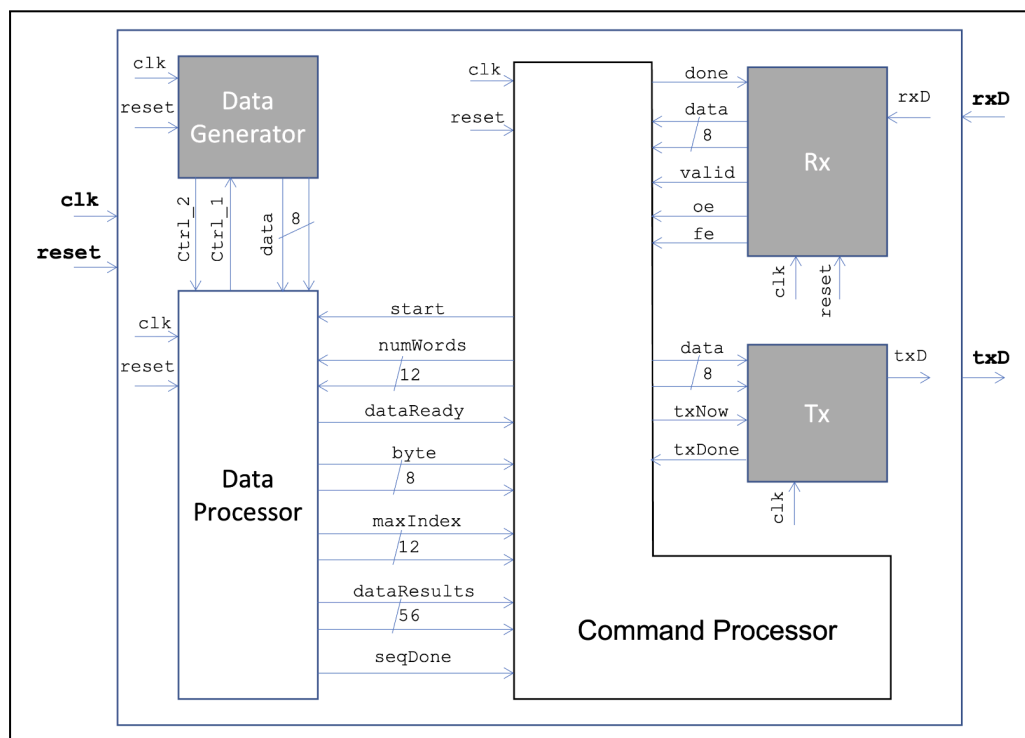 clk
reset
Data
Generator
Ctrl_2
Ctrl_1
data
8
clk
reset
clk
reset
Data
Processor
start
numWords
12
dataReady
byte
8
maxIndex
12
dataResults
56
seqDone
clk
reset
Command Processor
done
data
8
valid
oe
fe
Rx
rxD
clk
reset
data
8
txNow
txDone
Tx
txD
clk
rxD
txD